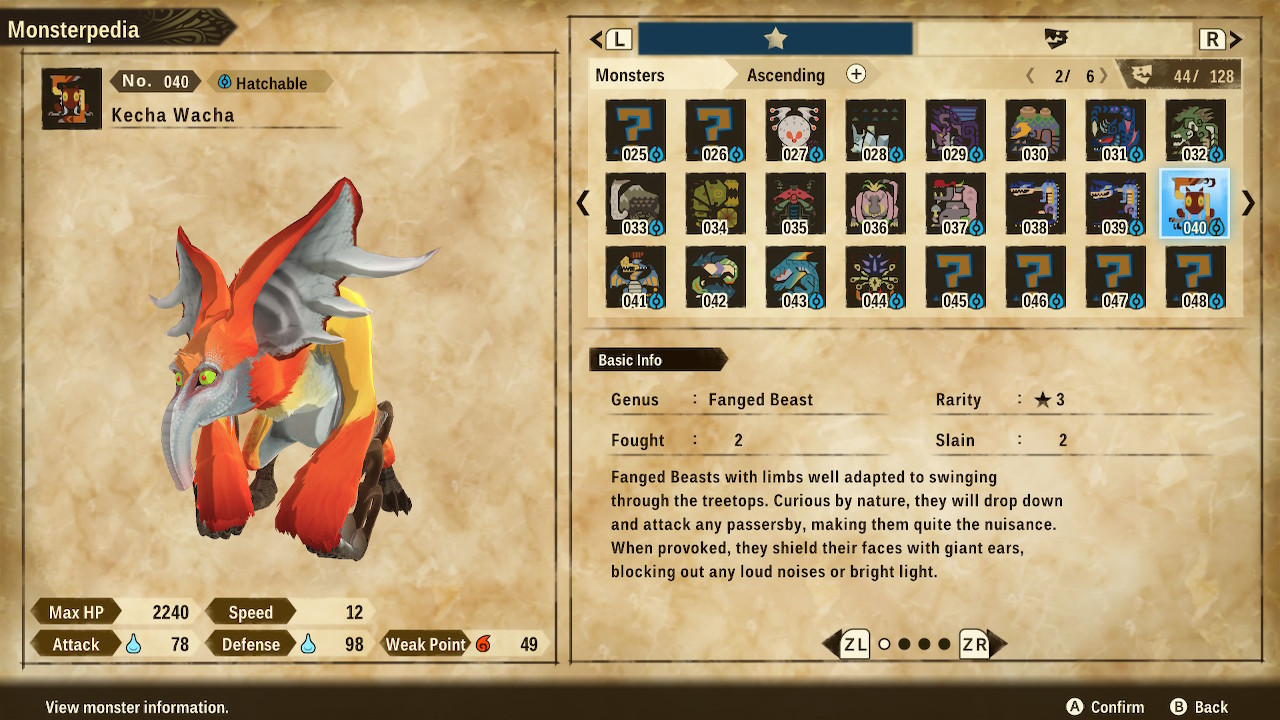 Monsterpedia
No. 040
Hatchable
Kecha Wacha
Max HP 2240
Speed 12
Attack 78
Defense 98
Weak Point 49
L
R
Monsters
Ascending
2/ 6
44/ 128
025 026 027 028 029 030 031 032
033 034 035 036 037 038 039 040
041 042 043 044 045 046 047 048
Basic Info
Genus : Fanged Beast
Rarity : ★ 3
Fought : 2
Slain : 2
Fanged Beasts with limbs well adapted to swinging
through the treetops. Curious by nature, they will drop down
and attack any passersby, making them quite the nuisance.
When provoked, they shield their faces with giant ears,
blocking out any loud noises or bright light.
ZL
ZR
View monster information.
A Confirm
B Back